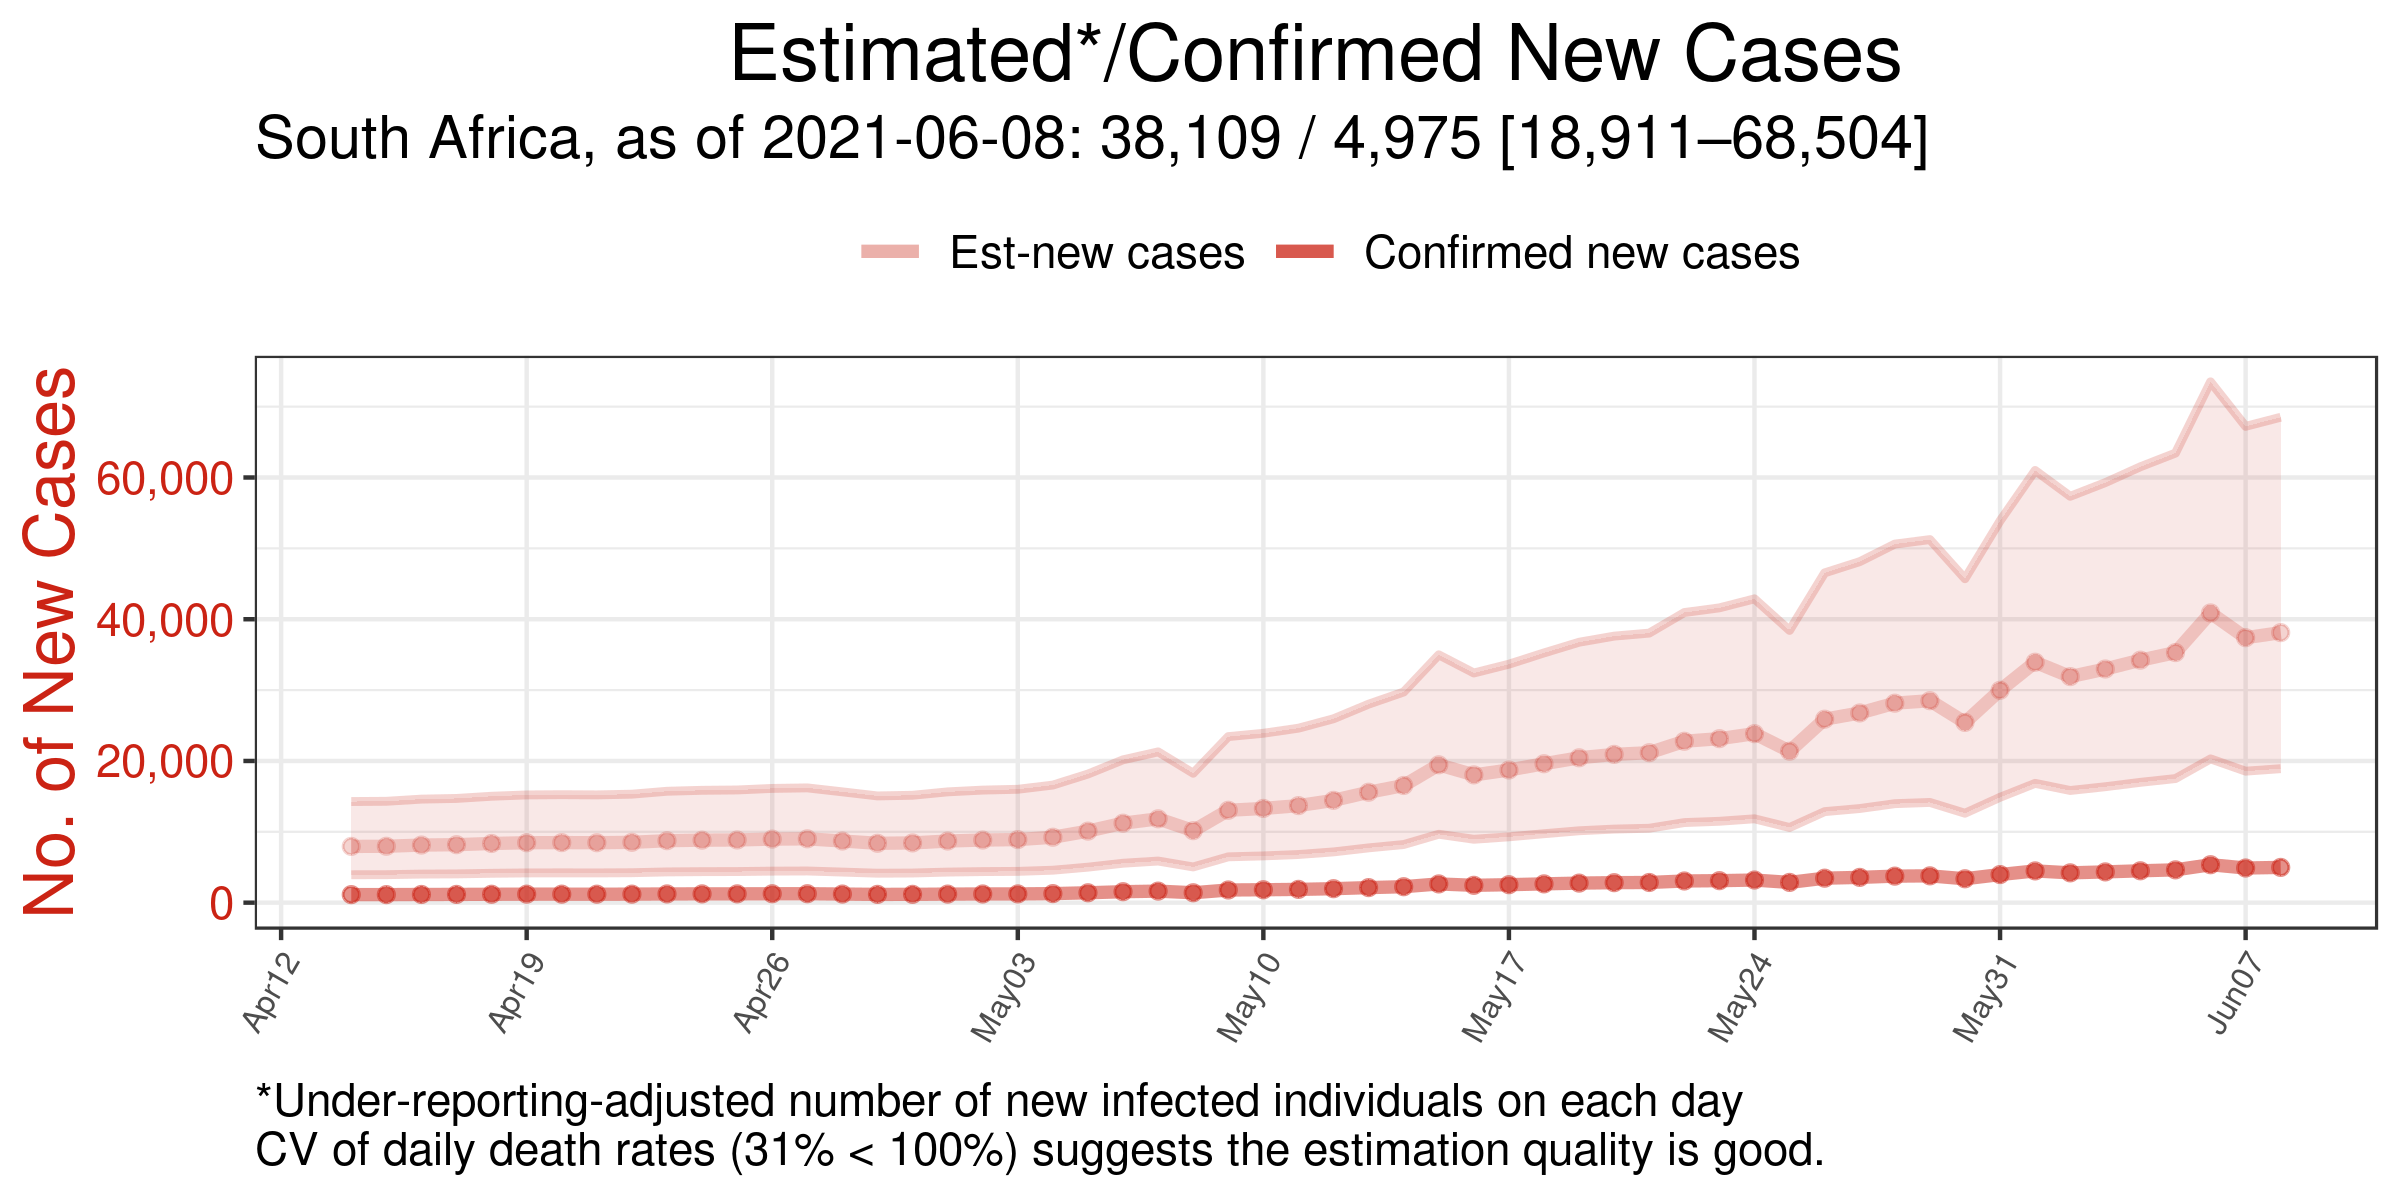 Estimated*/Confirmed New Cases
South Africa, as of 2021-06-08: 38,109 / 4,975 [18,911–68,504]
Est-new cases
Confirmed new cases
No. of New Cases
60,000
40,000
20,000
0
Apr12
Apr19
Apr26
May03
May10
May17
May24
May31
Jun07
*Under-reporting-adjusted number of new infected individuals on each day
CV of daily death rates (31% < 100%) suggests the estimation quality is good.